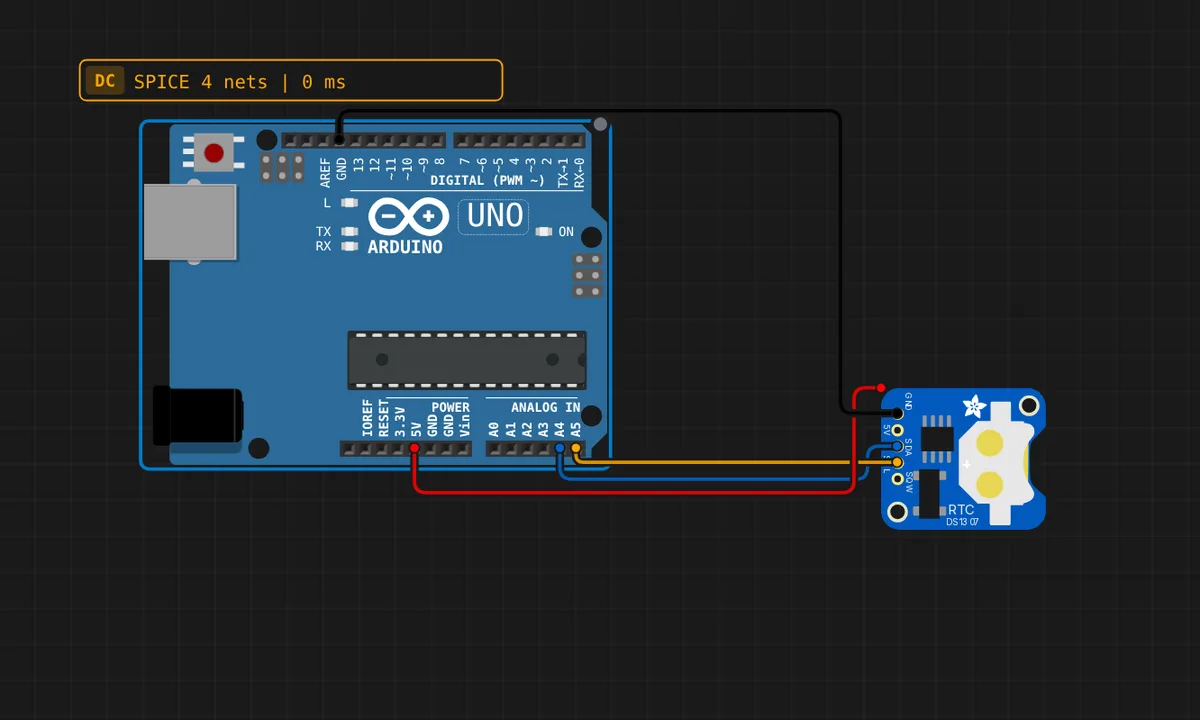 DC SPICE 4 nets | 0 ms
AREF
GND
13
12
~11
~10
~9
8
7
~6
~5
4
~3
2
TX→1
RX←0
DIGITAL (PWM ~)
L
TX
RX
UNO
ON
ARDUINO
IOREF
RESET
3.3V
5V
GND
GND
Vin
POWER
ANALOG IN
A0
A1
A2
A3
A4
A5
GND
5V
SDA
SQW
RTC
DS1307